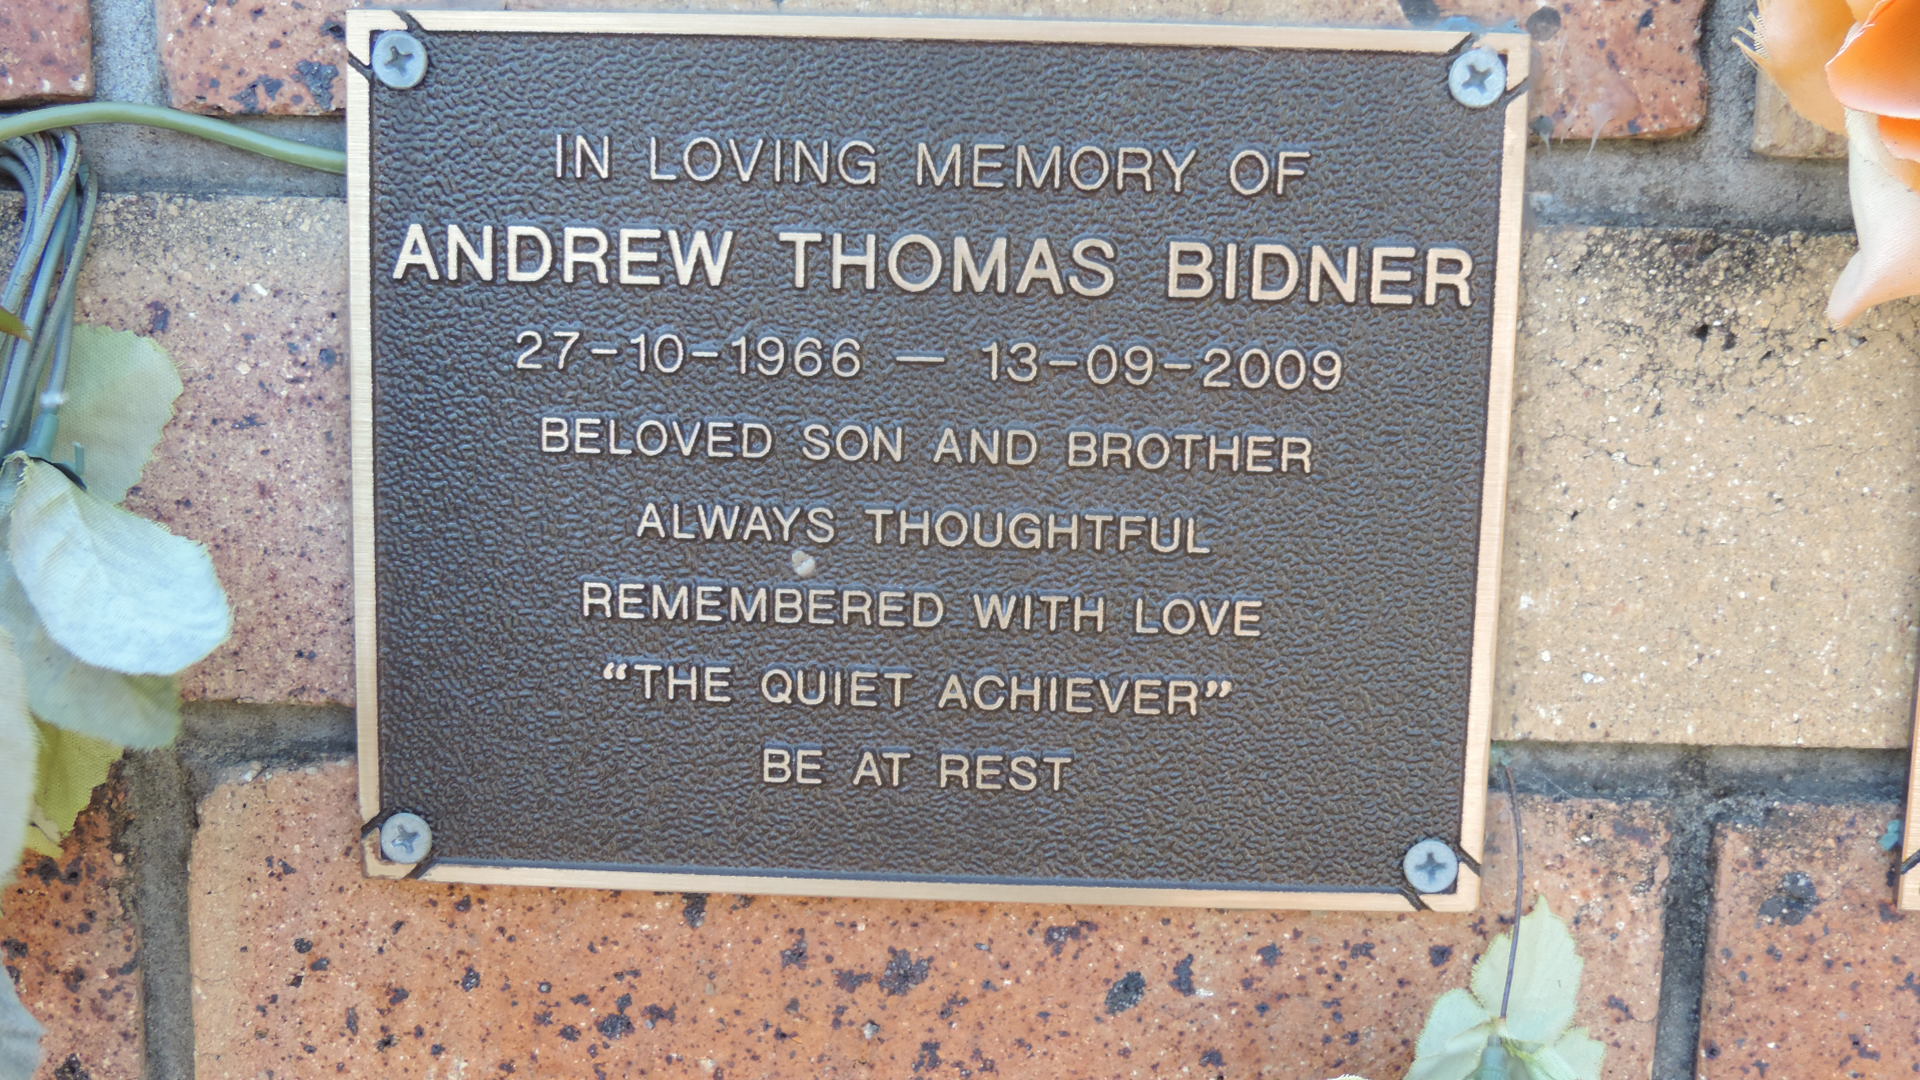 IN LOVING MEMORY OF
ANDREW THOMAS BIDNER
27-10-1966 — 13-09-2009
BELOVED SON AND BROTHER
ALWAYS THOUGHTFUL
REMEMBERED WITH LOVE
“THE QUIET ACHIEVER”
BE AT REST